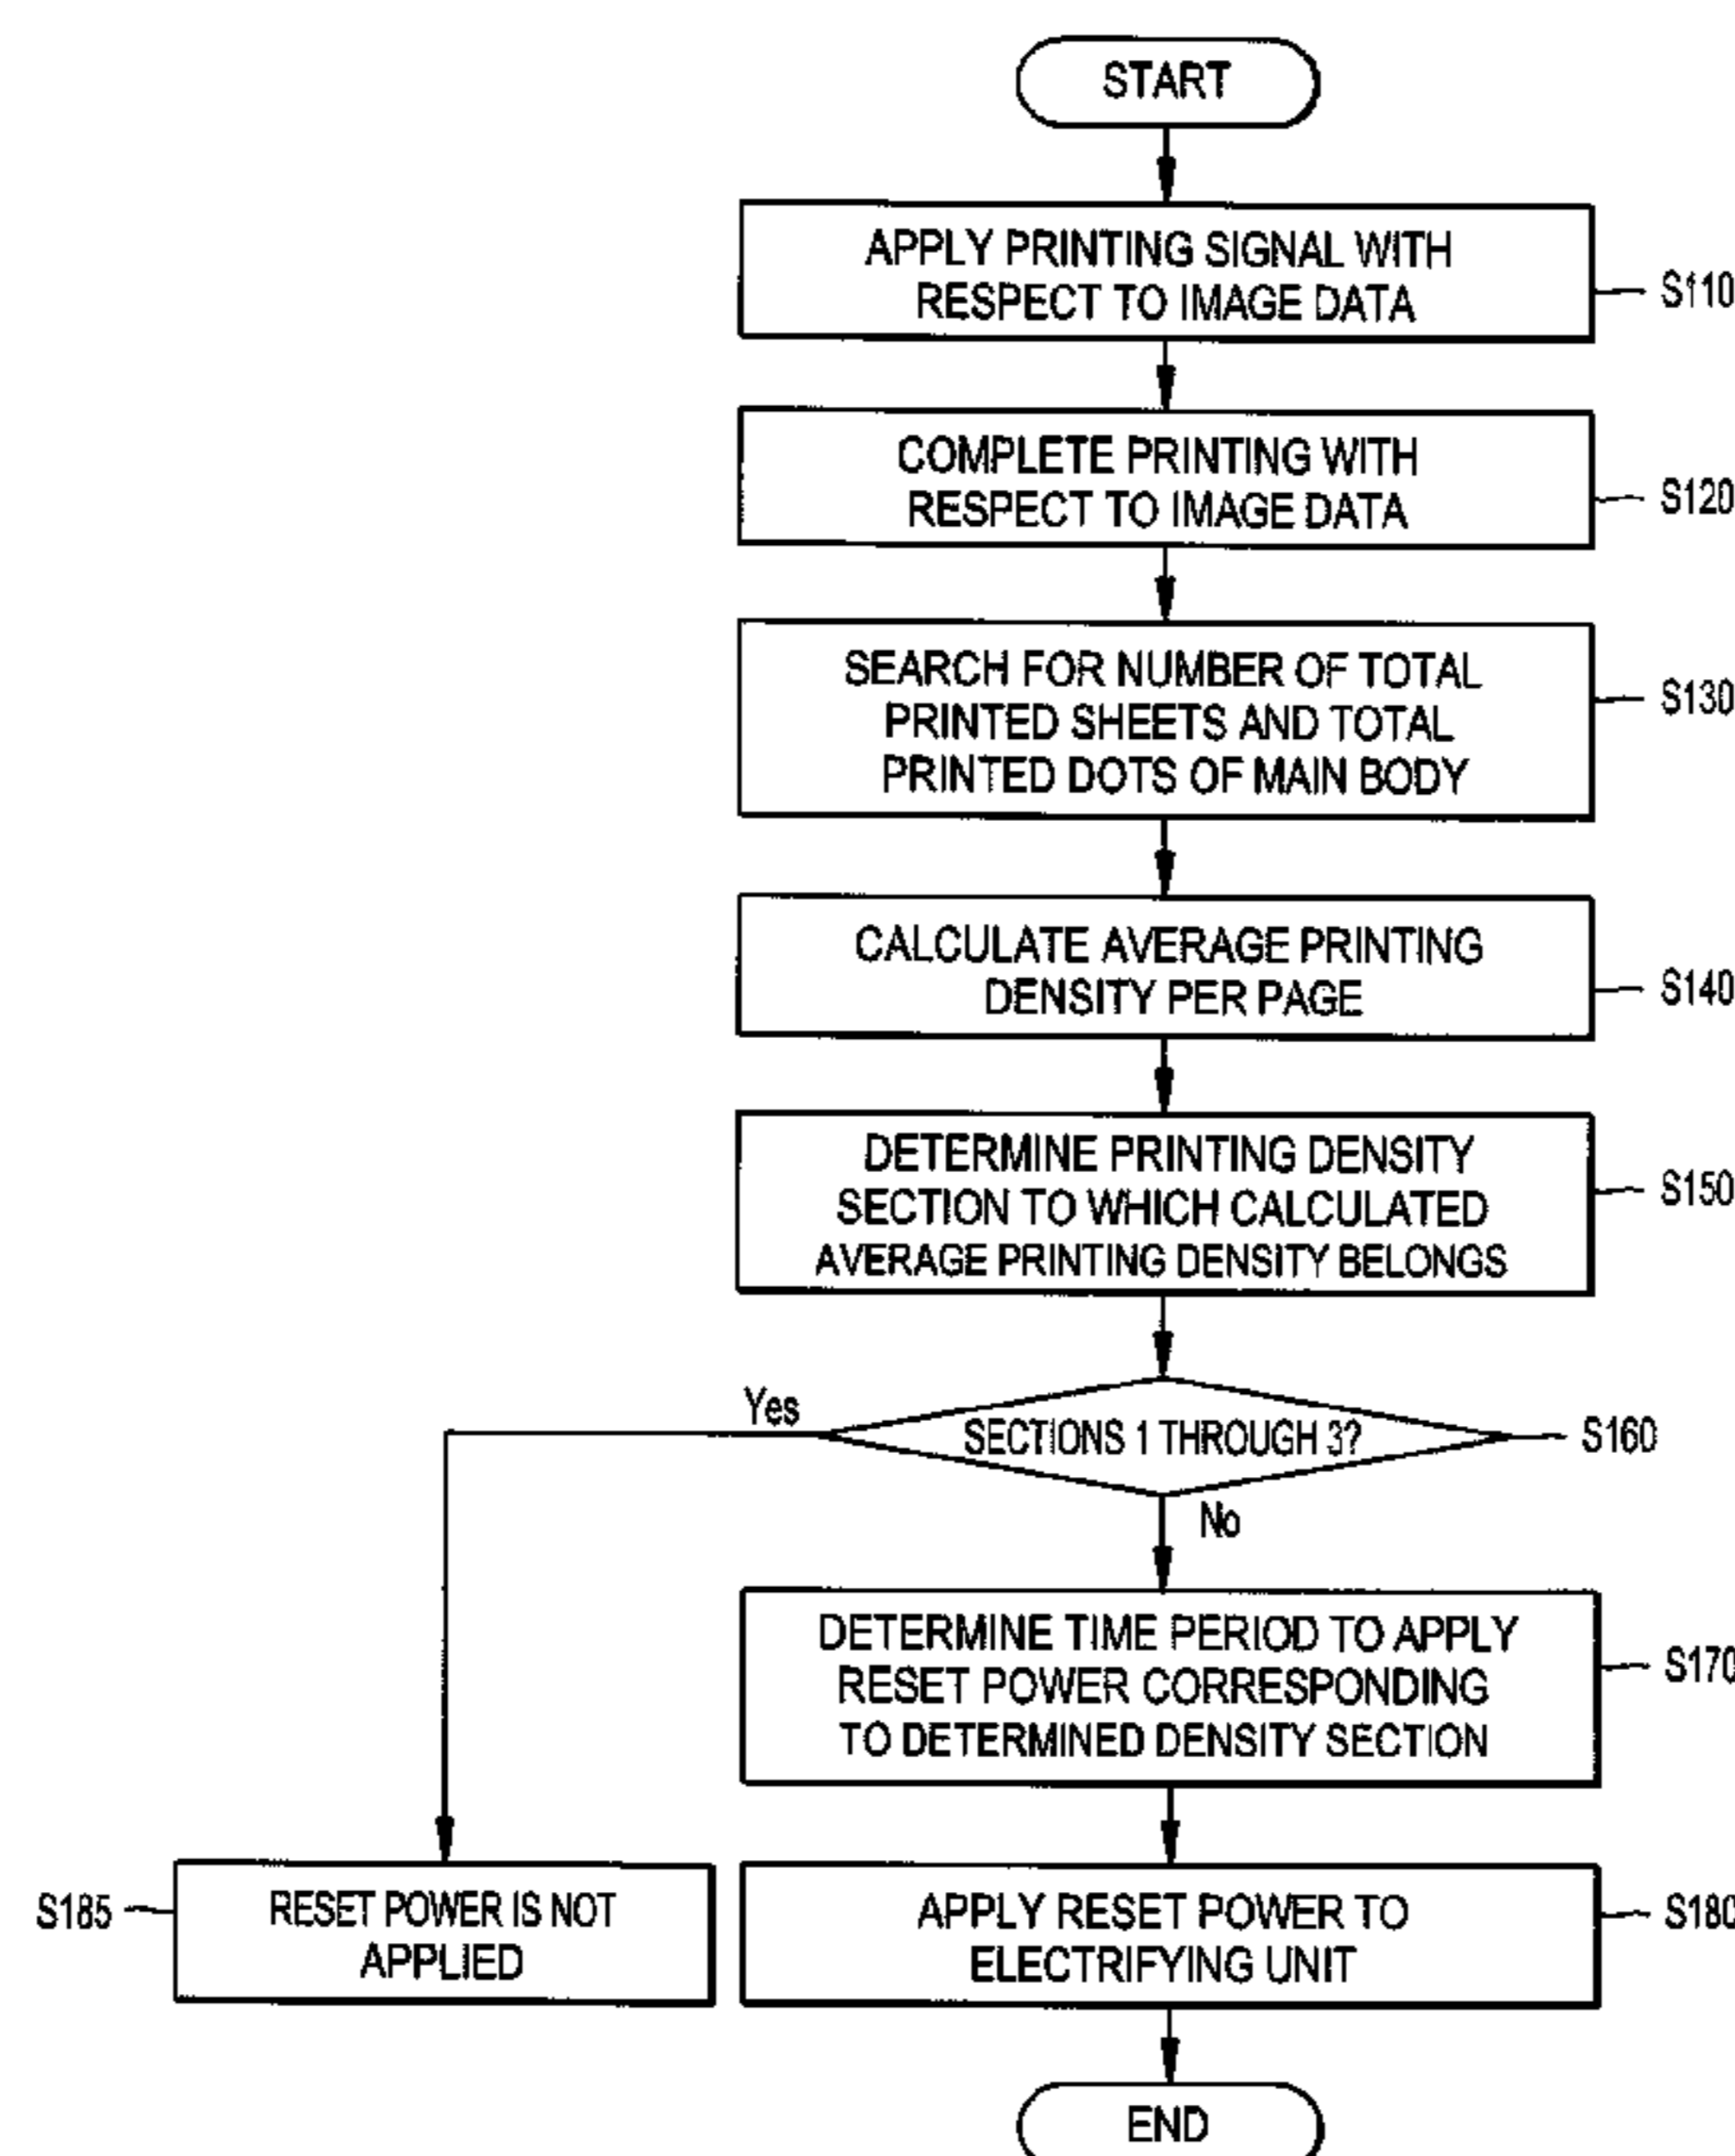 START
APPLY PRINTING SIGNAL WITH
RESPECT TO IMAGE DATA
S110
COMPLETE PRINTING WITH
RESPECT TO IMAGE DATA
S120
SEARCH FOR NUMBER OF TOTAL
PRINTED SHEETS AND TOTAL
PRINTED DOTS OF MAIN BODY
S130
CALCULATE AVERAGE PRINTING
DENSITY PER PAGE
S140
DETERMINE PRINTING DENSITY
SECTION TO WHICH CALCULATED
AVERAGE PRINTING DENSITY BELONGS
S150
Yes
SECTIONS 1 THROUGH 3?
S160
No
DETERMINE TIME PERIOD TO APPLY
RESET POWER CORRESPONDING
TO DETERMINED DENSITY SECTION
S170
S185
RESET POWER IS NOT
APPLIED
APPLY RESET POWER TO
ELECTRIFYING UNIT
S180
END